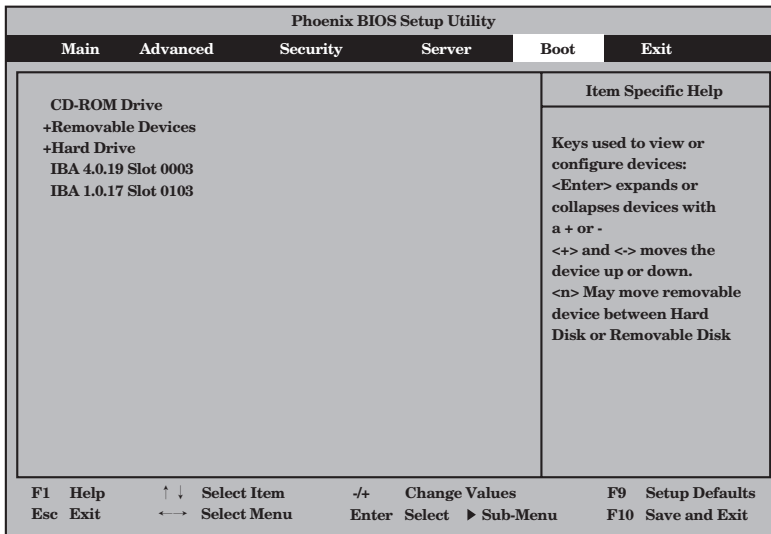 Phoenix BIOS Setup Utility
Main Advanced Security Server Boot Exit
CD-ROM Drive
+Removable Devices
+Hard Drive
IBA 4.0.19 Slot 0003
IBA 1.0.17 Slot 0103
Item Specific Help
Keys used to view or
configure devices:
<Enter> expands or
collapses devices with
a + or -
<+> and <-> moves the
device up or down.
<n> May move removable
device between Hard
Disk or Removable Disk
F1 Help ↑ ↓ Select Item -/+ Change Values F9 Setup Defaults
Esc Exit ←→ Select Menu Enter Select ▶ Sub-Menu F10 Save and Exit